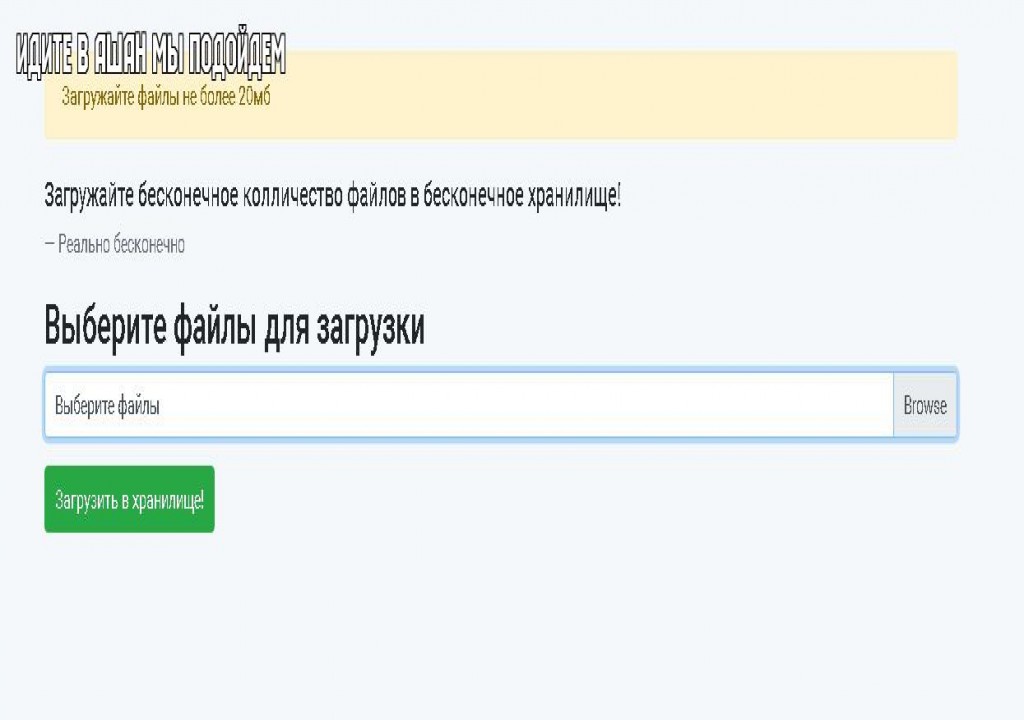 ИДИТЕ В АШАН МЫ ПОДОЙДЕМ
Загружайте файлы не более 20мб
Загружайте бесконечное колличество файлов в бесконечное хранилище!
— Реально бесконечно
Выберите файлы для загрузки
Выберите файлы Browse
Загрузить в хранилище!